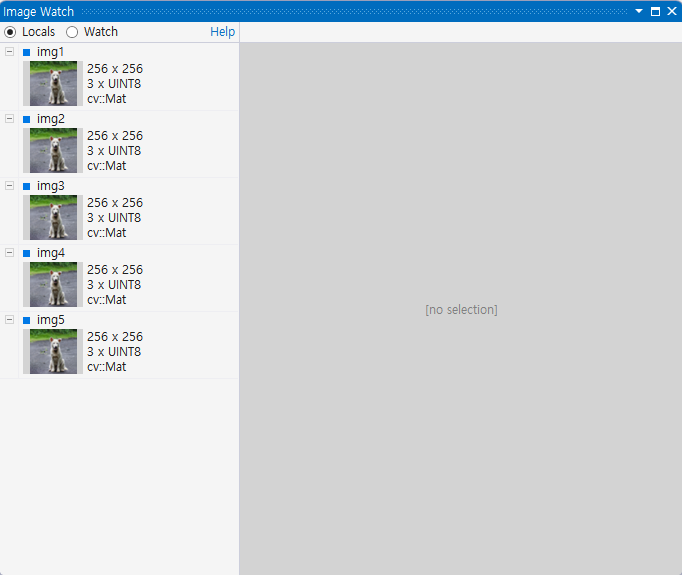 Image Watch
Locals Watch Help
img1
256 x 256
3 x UINT8
cv::Mat
img2
256 x 256
3 x UINT8
cv::Mat
img3
256 x 256
3 x UINT8
cv::Mat
img4
256 x 256
3 x UINT8
cv::Mat
img5
256 x 256
3 x UINT8
cv::Mat
[no selection]